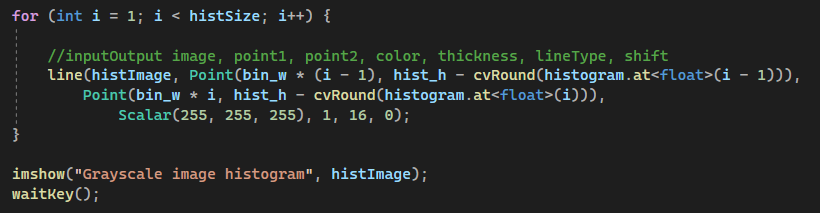 for (int i = 1; i < histSize; i++) {
//inputOutput image, point1, point2, color, thickness, lineType, shift
line(histImage, Point(bin_w * (i - 1), hist_h - cvRound(histogram.at<float>(i - 1))),
Point(bin_w * i, hist_h - cvRound(histogram.at<float>(i))),
Scalar(255, 255, 255), 1, 16, 0);
}
imshow("Grayscale image histogram", histImage);
waitKey();